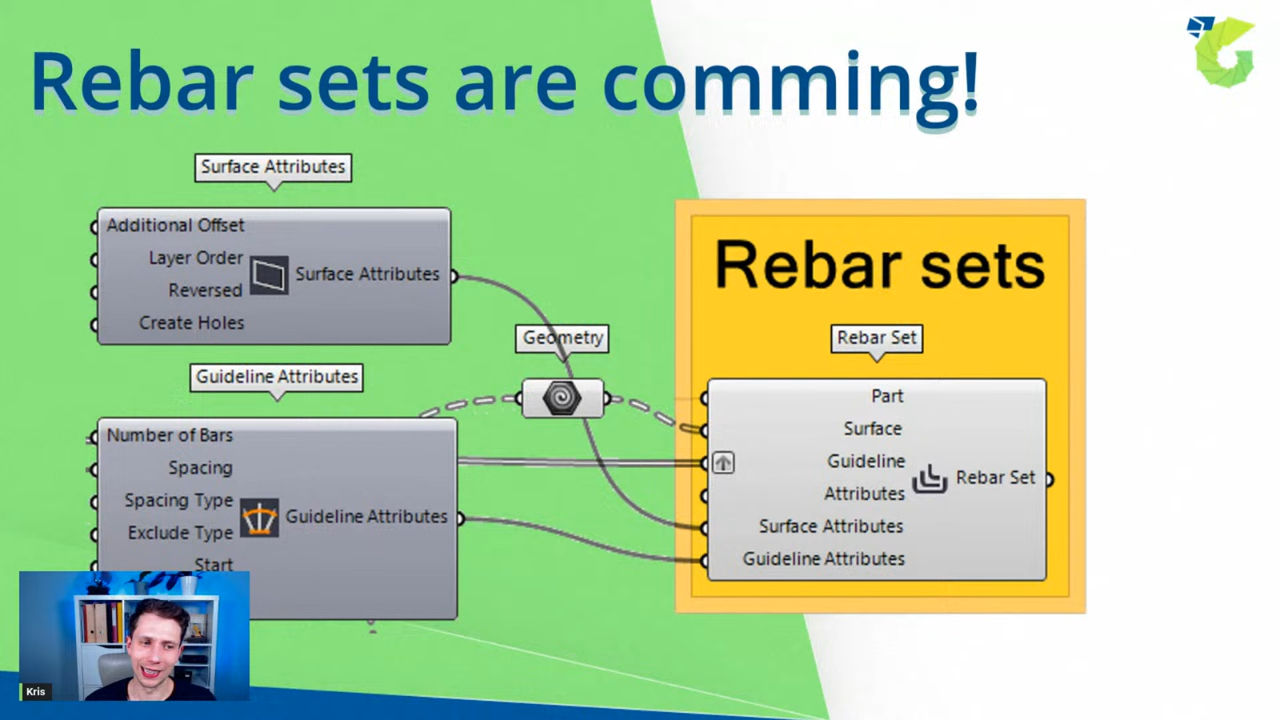 Rebar sets are comming!
Surface Attributes
Additional Offset
Layer Order
Reversed
Create Holes
Surface Attributes
Guideline Attributes
Number of Bars
Spacing
Spacing Type
Exclude Type
Start
Guideline Attributes
Geometry
Rebar sets
Rebar Set
Part
Surface
Guideline
Attributes
Surface Attributes
Guideline Attributes
Rebar Set
Kris